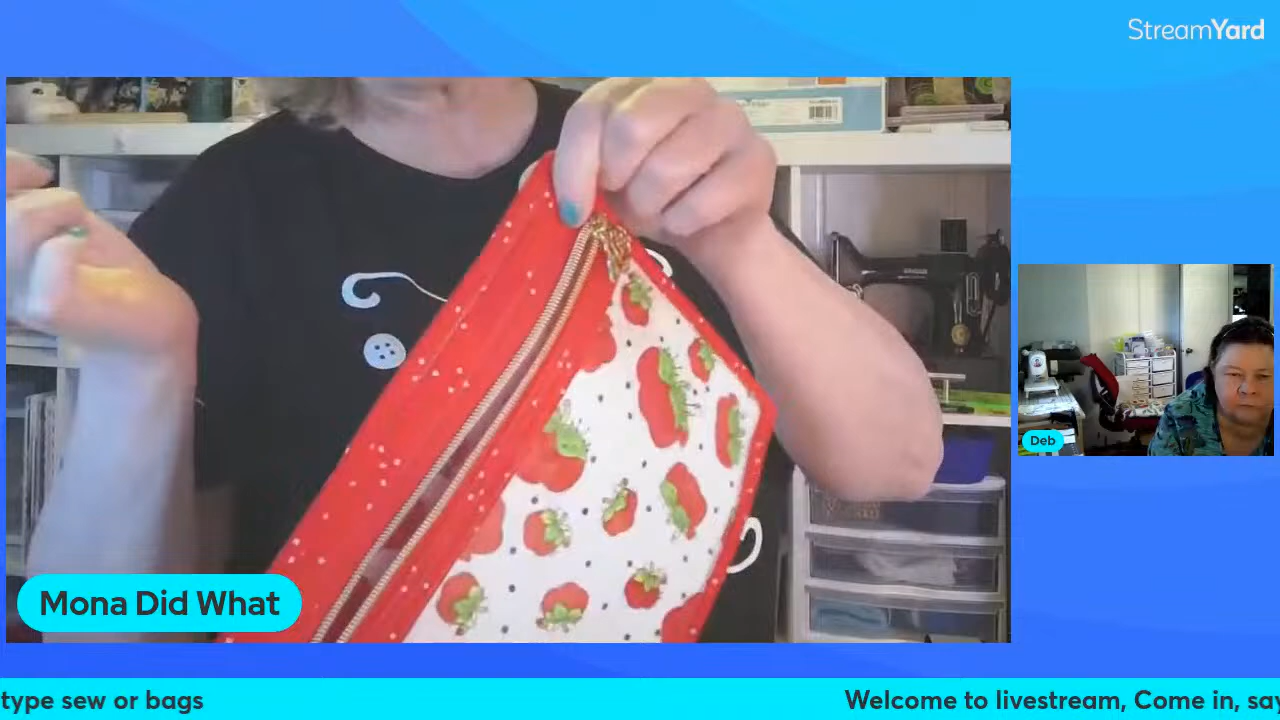 StreamYard
Deb
Mona Did What
type sew or bags
Welcome to livestream, Come in, say